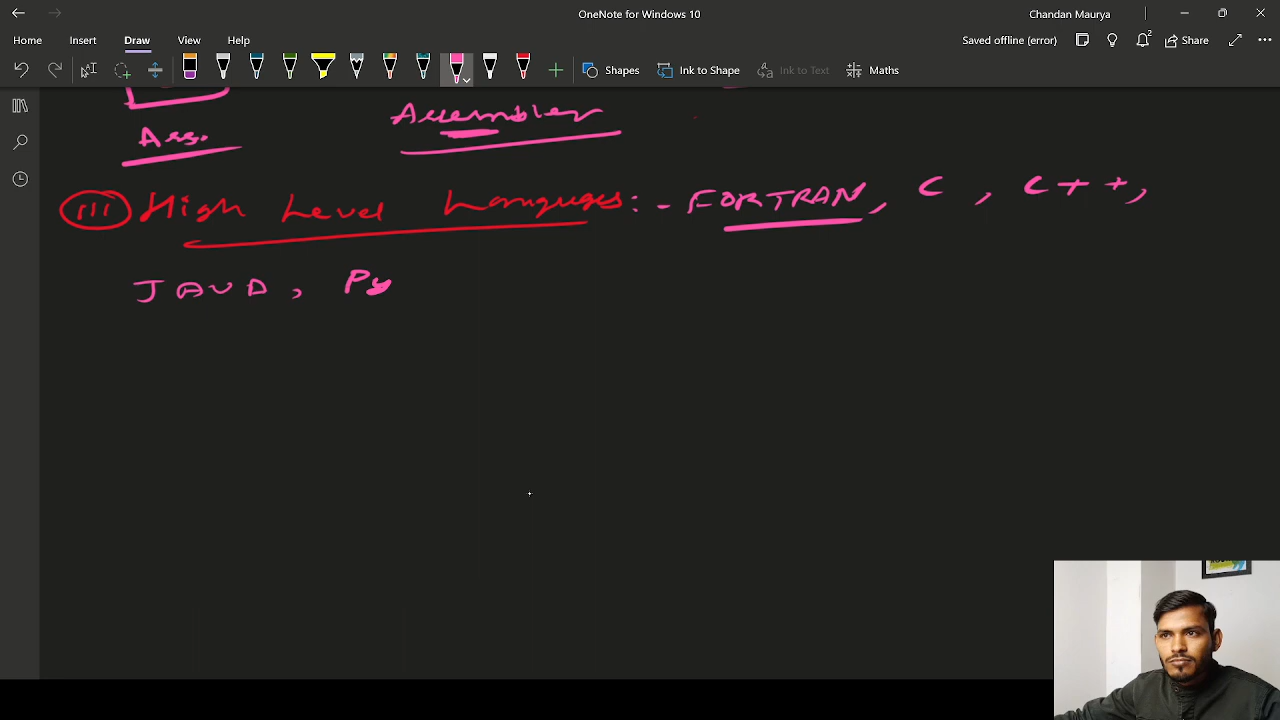 OneNote for Windows 10
Chandan Maurya
Home Insert Draw View Help
Saved offline (error) Share
Shapes Ink to Shape Ink to Text Maths
Ass. Assembler
(III) High Level Languges :- FORTRAN, C, C++,
JAVA, Py